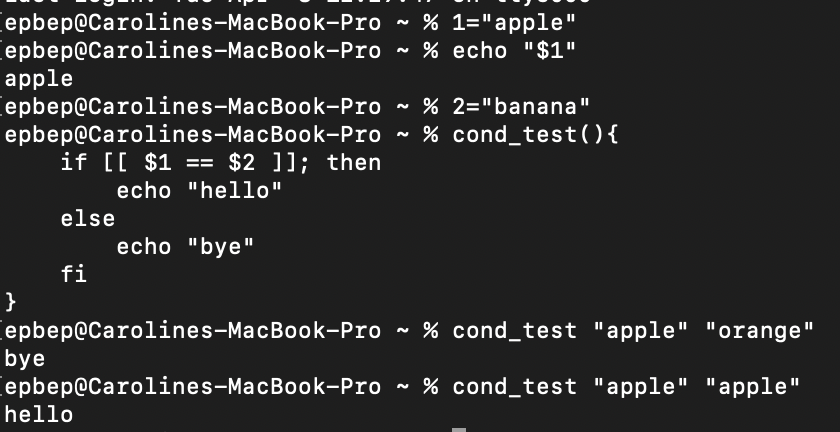 epbep@Carolines-MacBook-Pro ~ % 1="apple"
epbep@Carolines-MacBook-Pro ~ % echo "$1"
apple
epbep@Carolines-MacBook-Pro ~ % 2="banana"
epbep@Carolines-MacBook-Pro ~ % cond_test(){
    if [[ $1 == $2 ]]; then
        echo "hello"
    else
        echo "bye"
    fi
}
epbep@Carolines-MacBook-Pro ~ % cond_test "apple" "orange"
bye
epbep@Carolines-MacBook-Pro ~ % cond_test "apple" "apple"
hello